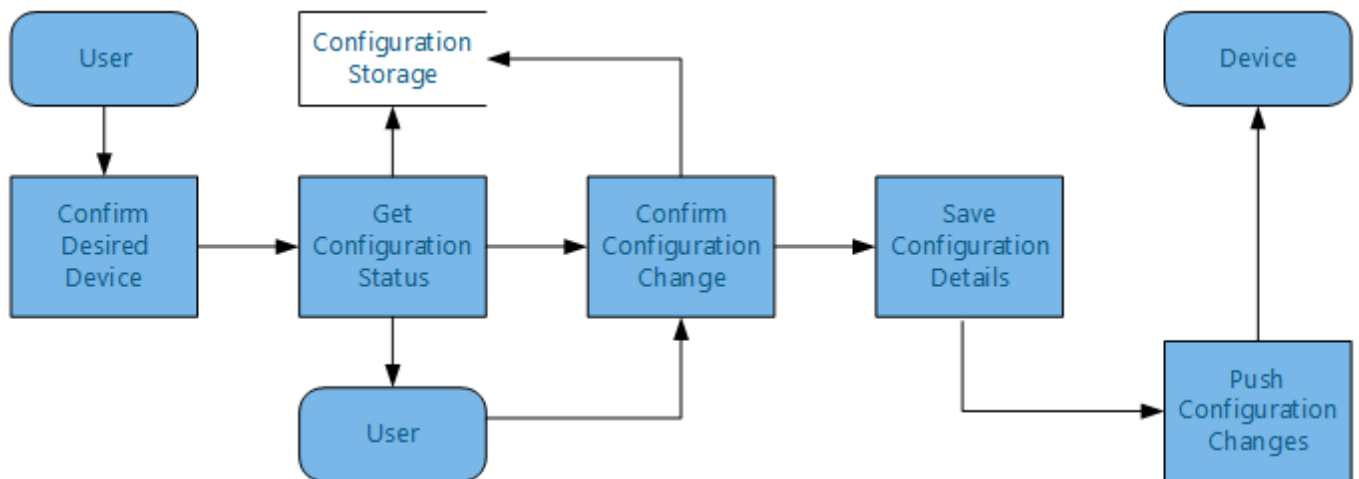 User
Configuration
Storage
Device
Confirm
Desired
Device
Get
Configuration
Status
Confirm
Configuration
Change
Save
Configuration
Details
User
Push
Configuration
Changes